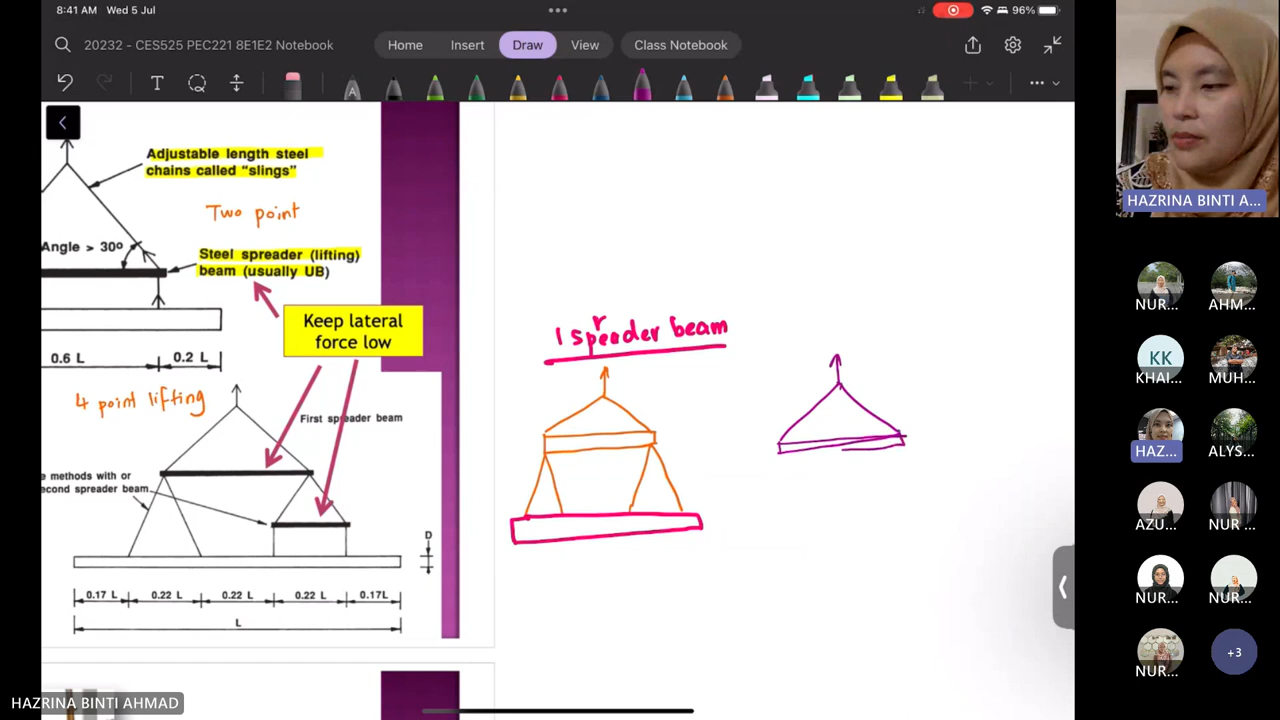 8:41 AM Wed 5 Jul
96%
20232 - CES525 PEC221 8E1E2 Notebook
Home
Insert
Draw
View
Class Notebook
Adjustable length steel
chains called "slings"
Two point
Angle > 30°
Steel spreader (lifting)
beam (usually UB)
Keep lateral
force low
0.6 L
0.2 L
4 point lifting
First spreader beam
e methods with or
econd spreader beam
D
0.17 L
0.22 L
0.22 L
0.22 L
0.17L
L
1 spreader beam
HAZRINA BINTI A...
NUR...
AHM...
KK
KHAI...
MUH...
HAZ...
ALYS...
AZU...
NUR ...
NUR...
NUR...
NUR...
+3
HAZRINA BINTI AHMAD